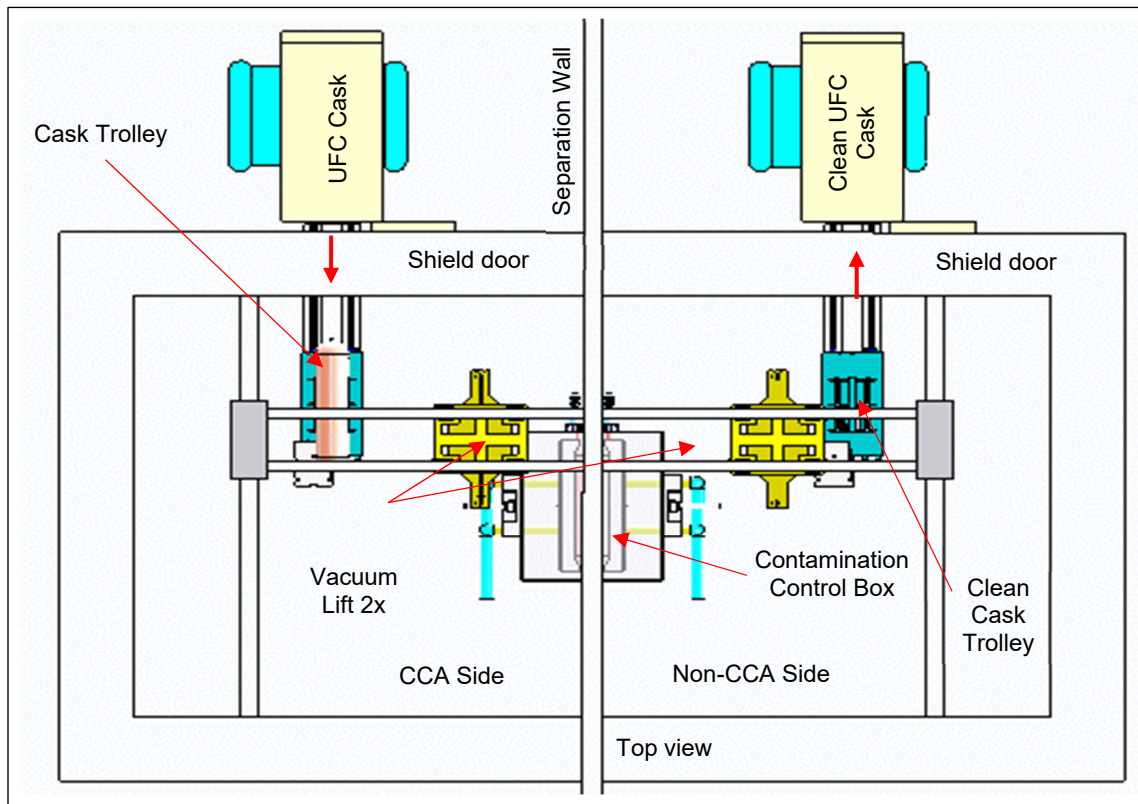 Cask Trolley
UFC Cask
Separation Wall
Clean UFC
Cask
Shield door
Shield door
Vacuum
Lift 2x
Contamination
Control Box
Clean
Cask
Trolley
CCA Side
Non-CCA Side
Top view